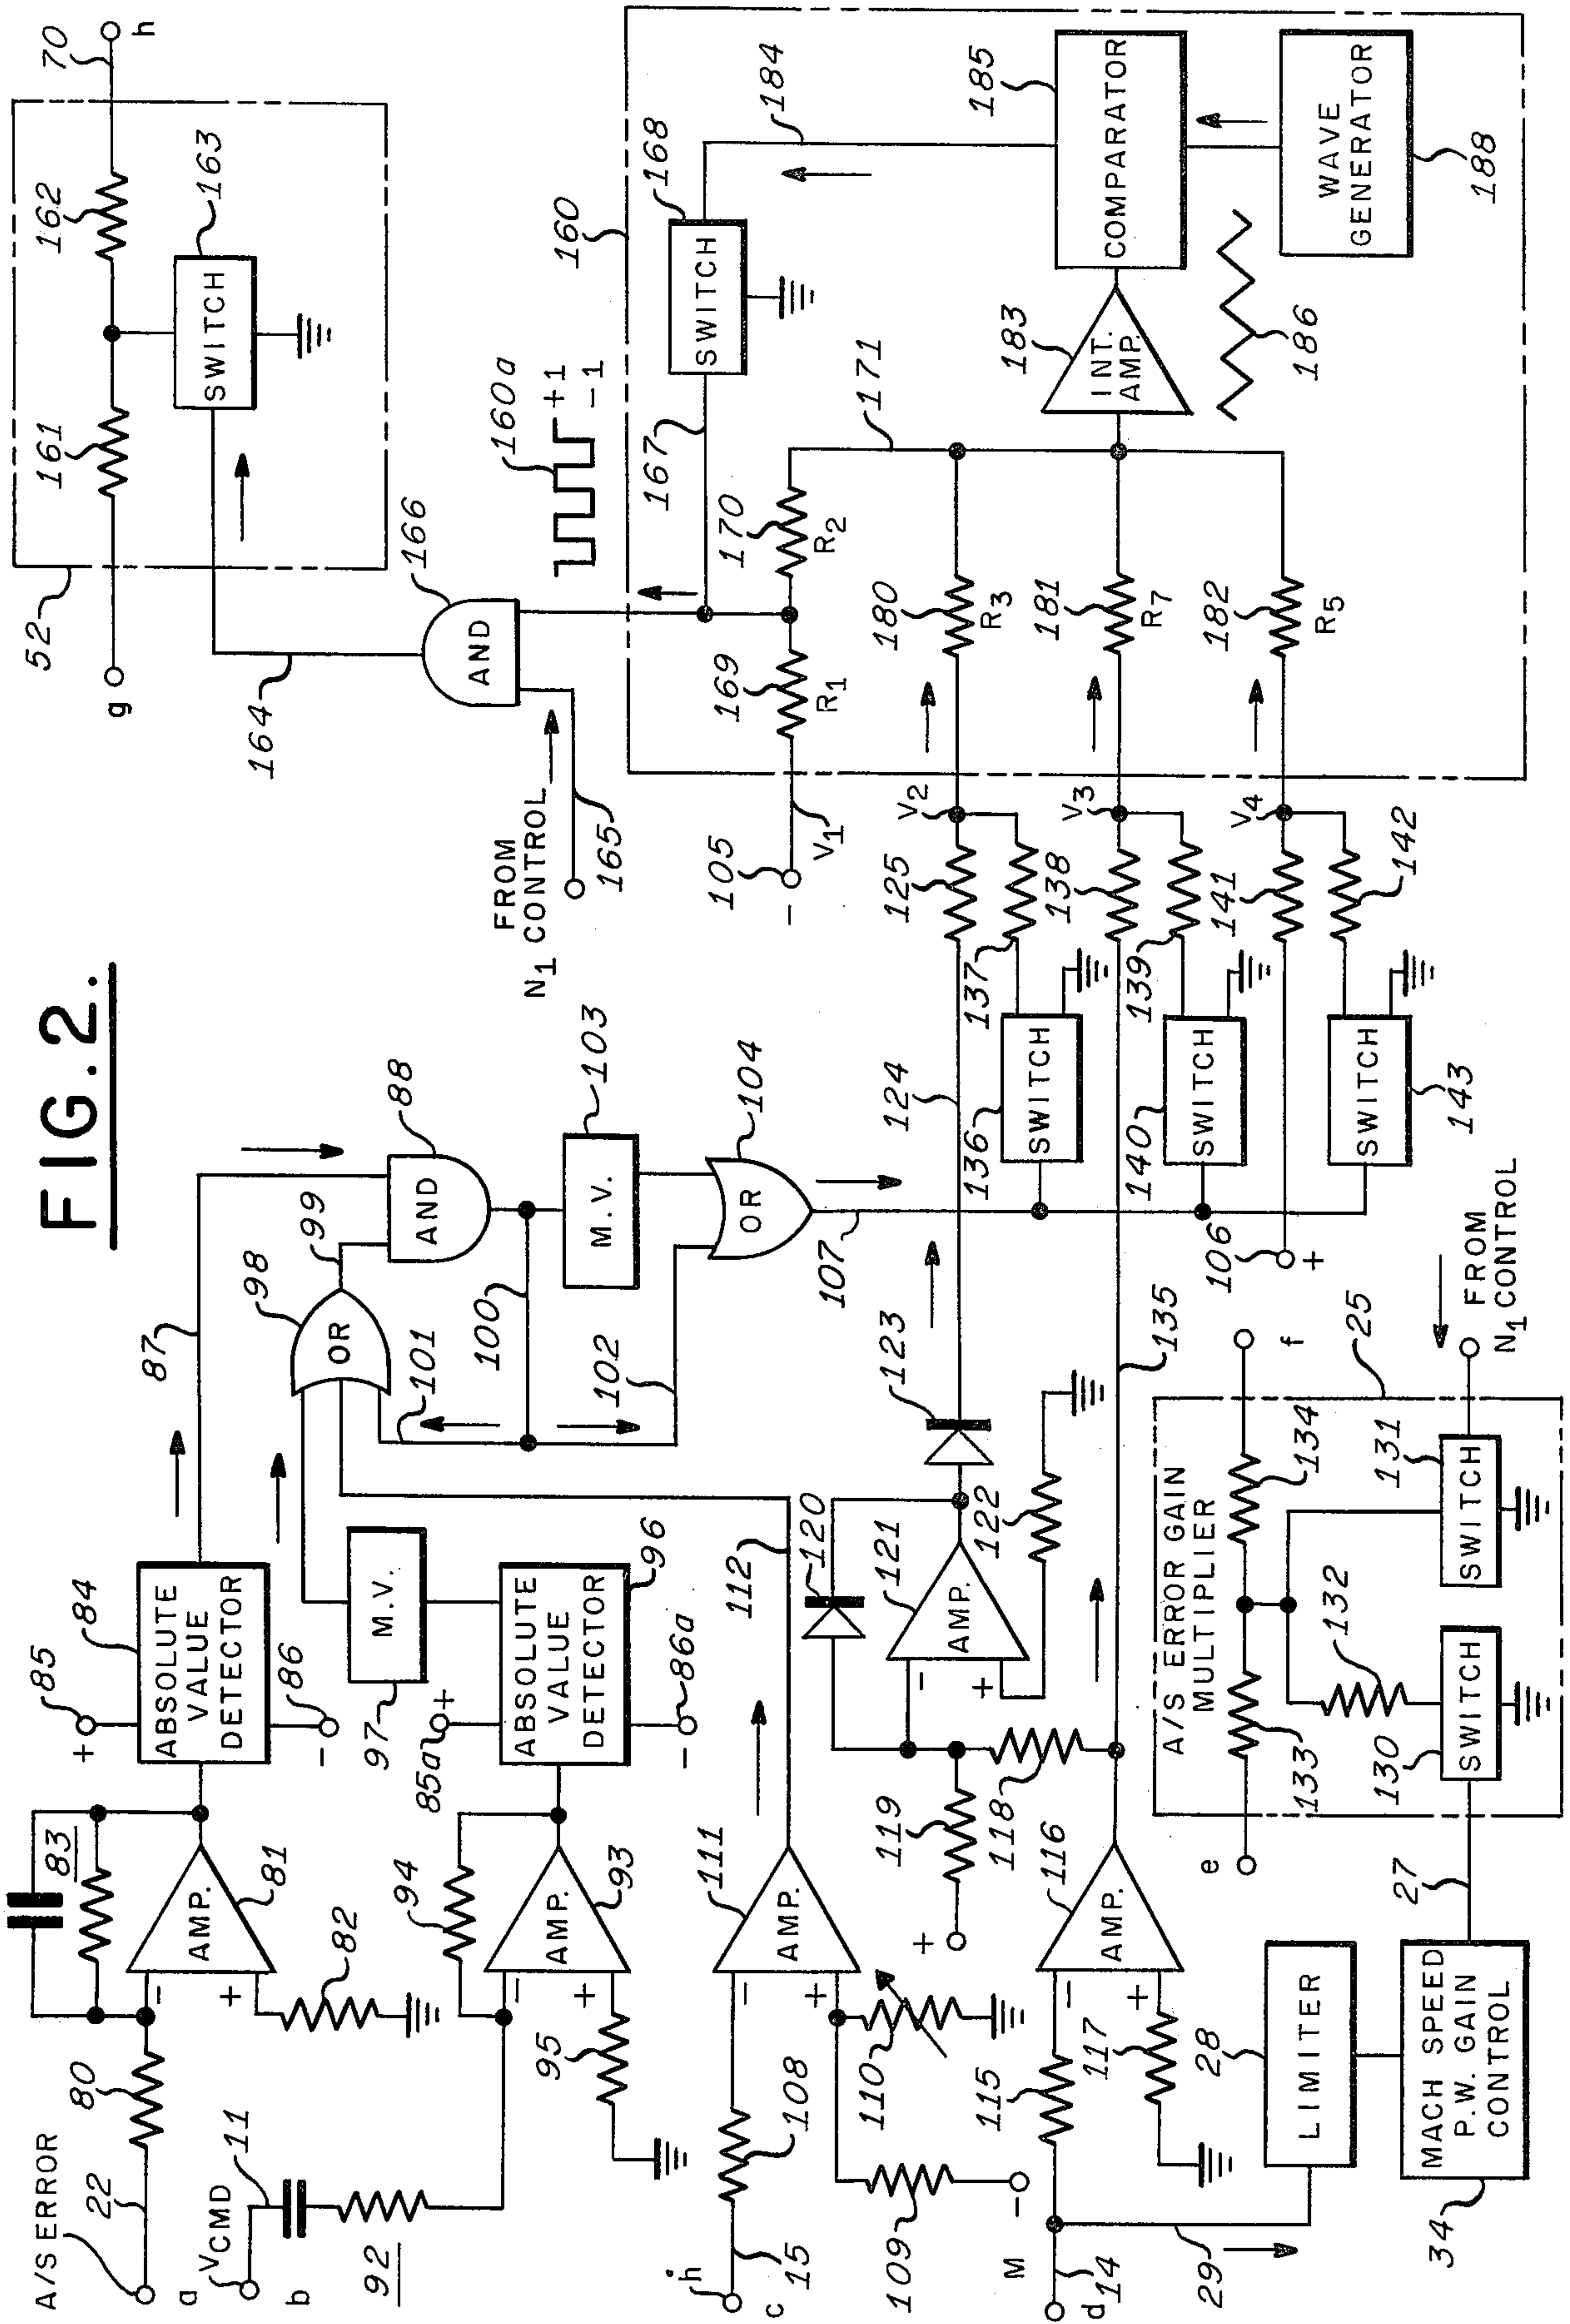 FIG.2.
A/S ERROR
22
80
a
83
81
AMP.
-
+
82
+
85
84
ABSOLUTE
VALUE
DETECTOR
-
86
87
VCMD
11
b
92
94
93
AMP.
-
+
95
85a
+
96
ABSOLUTE
VALUE
DETECTOR
-
86a
97
M.V.
98
OR
99
88
AND
100
101
102
103
M.V.
104
OR
107
ḣ
c
15
108
111
AMP.
-
+
109
-
110
112
M
d
14
29
115
116
AMP.
-
+
117
118
119
+
120
121
AMP.
-
+
122
123
124
135
28
LIMITER
34
MACH SPEED
P.W. GAIN
CONTROL
27
e
A/S ERROR GAIN
MULTIPLIER
133
134
132
130
SWITCH
131
SWITCH
25
f
FROM
N1 CONTROL
106
+
136
SWITCH
137
125
V2
140
SWITCH
139
138
V3
143
SWITCH
142
141
V4
105
-
V1
FROM
N1 CONTROL
165
166
AND
164
g
52
161
162
163
SWITCH
70
h
160a
+1
-1
160
169
R1
170
R2
167
168
SWITCH
171
180
R3
181
R7
182
R5
183
INT.
AMP.
184
185
COMPARATOR
186
WAVE
GENERATOR
188